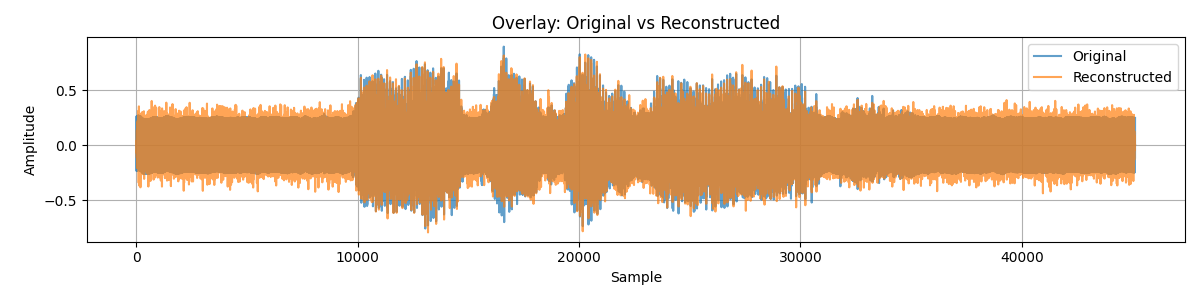 Overlay: Original vs Reconstructed
Original
Reconstructed
Amplitude
0.5
0.0
−0.5
0 10000 20000 30000 40000
Sample